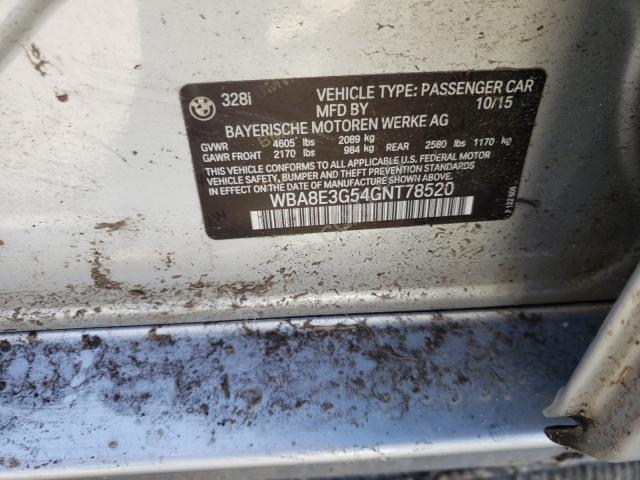 BMW 328i VEHICLE TYPE: PASSENGER CAR
MFD BY 10/15
BAYERISCHE MOTOREN WERKE AG
GVWR 4605 lbs 2089 kg
GAWR FRONT 2170 lbs 984 kg REAR 2580 lbs 1170 kg
THIS VEHICLE CONFORMS TO ALL APPLICABLE U.S. FEDERAL MOTOR
VEHICLE SAFETY, BUMPER AND THEFT PREVENTION STANDARDS
IN EFFECT ON THE DATE OF MANUFACTURE SHOWN ABOVE.
WBA8E3G54GNT78520